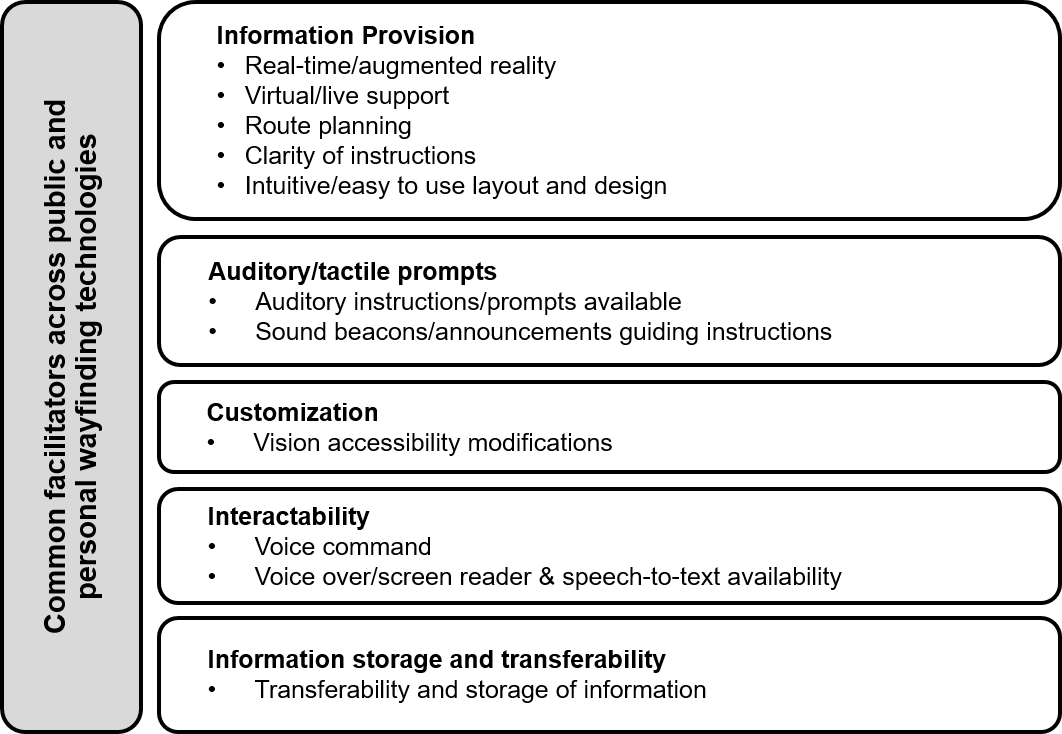 Common facilitators across public and
personal wayfinding technologies
Information Provision
• Real-time/augmented reality
• Virtual/live support
• Route planning
• Clarity of instructions
• Intuitive/easy to use layout and design
Auditory/tactile prompts
• Auditory instructions/prompts available
• Sound beacons/announcements guiding instructions
Customization
• Vision accessibility modifications
Interactability
• Voice command
• Voice over/screen reader & speech-to-text availability
Information storage and transferability
• Transferability and storage of information